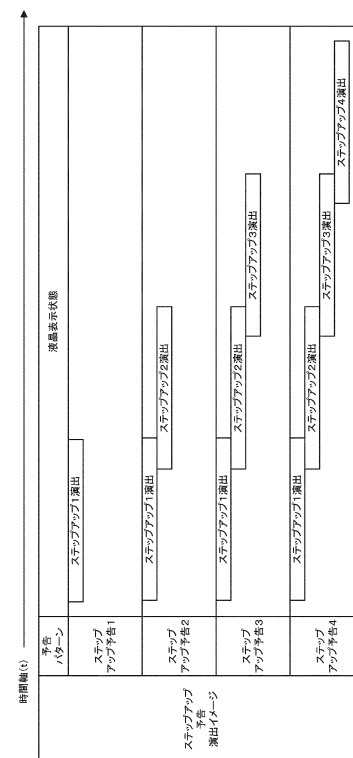 時間軸(t)
予告
パターン
液晶表示状態
ステップアップ
予告
演出イメージ
ステップ
アップ予告1
ステップアップ1演出
ステップ
アップ予告2
ステップアップ1演出
ステップアップ2演出
ステップ
アップ予告3
ステップアップ1演出
ステップアップ2演出
ステップアップ3演出
ステップ
アップ予告4
ステップアップ1演出
ステップアップ2演出
ステップアップ3演出
ステップアップ4演出